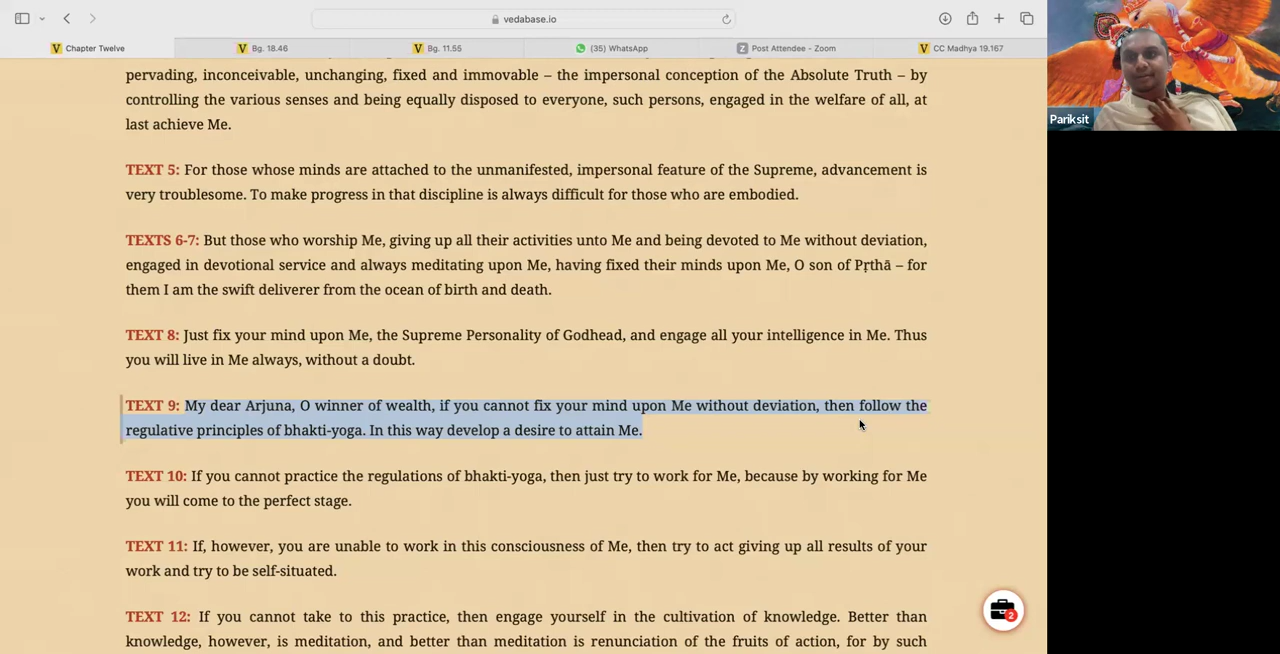 vedabase.io
Chapter Twelve
Bg. 18.46
Bg. 11.55
(35) WhatsApp
Post Attendee - Zoom
CC Madhya 19.167
pervading, inconceivable, unchanging, fixed and immovable – the impersonal conception of the Absolute Truth – by
controlling the various senses and being equally disposed to everyone, such persons, engaged in the welfare of all, at
last achieve Me.
TEXT 5: For those whose minds are attached to the unmanifested, impersonal feature of the Supreme, advancement is
very troublesome. To make progress in that discipline is always difficult for those who are embodied.
TEXTS 6-7: But those who worship Me, giving up all their activities unto Me and being devoted to Me without deviation,
engaged in devotional service and always meditating upon Me, having fixed their minds upon Me, O son of Pṛthā – for
them I am the swift deliverer from the ocean of birth and death.
TEXT 8: Just fix your mind upon Me, the Supreme Personality of Godhead, and engage all your intelligence in Me. Thus
you will live in Me always, without a doubt.
TEXT 9: My dear Arjuna, O winner of wealth, if you cannot fix your mind upon Me without deviation, then follow the
regulative principles of bhakti-yoga. In this way develop a desire to attain Me.
TEXT 10: If you cannot practice the regulations of bhakti-yoga, then just try to work for Me, because by working for Me
you will come to the perfect stage.
TEXT 11: If, however, you are unable to work in this consciousness of Me, then try to act giving up all results of your
work and try to be self-situated.
TEXT 12: If you cannot take to this practice, then engage yourself in the cultivation of knowledge. Better than
knowledge, however, is meditation, and better than meditation is renunciation of the fruits of action, for by such
2
Pariksit